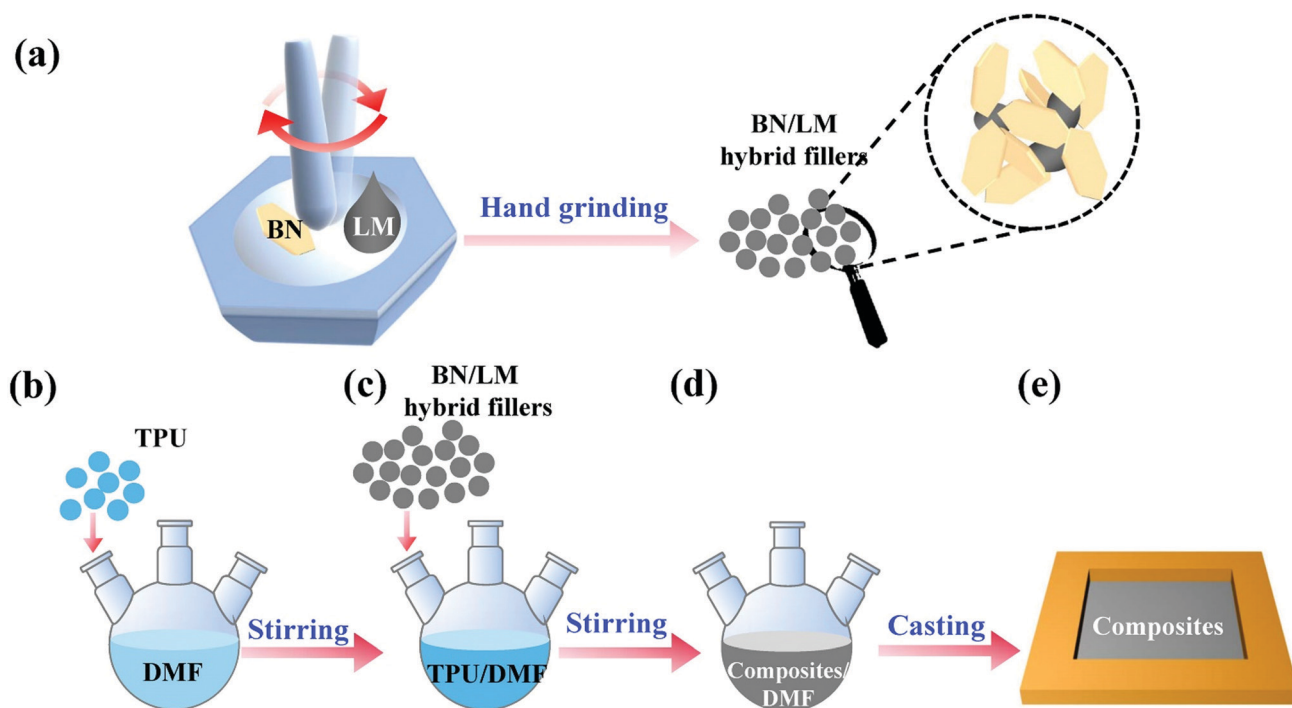 (a)
BN
LM
Hand grinding
BN/LM
hybrid fillers
(b)
TPU
DMF
Stirring
(c)
BN/LM
hybrid fillers
TPU/DMF
Stirring
(d)
Composites/
DMF
Casting
(e)
Composites